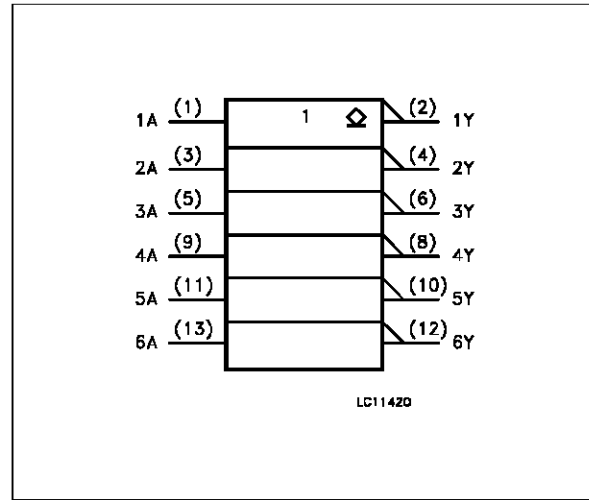 1A (1) 1 (2) 1Y
2A (3) (4) 2Y
3A (5) (6) 3Y
4A (9) (8) 4Y
5A (11) (10) 5Y
6A (13) (12) 6Y
LC11420